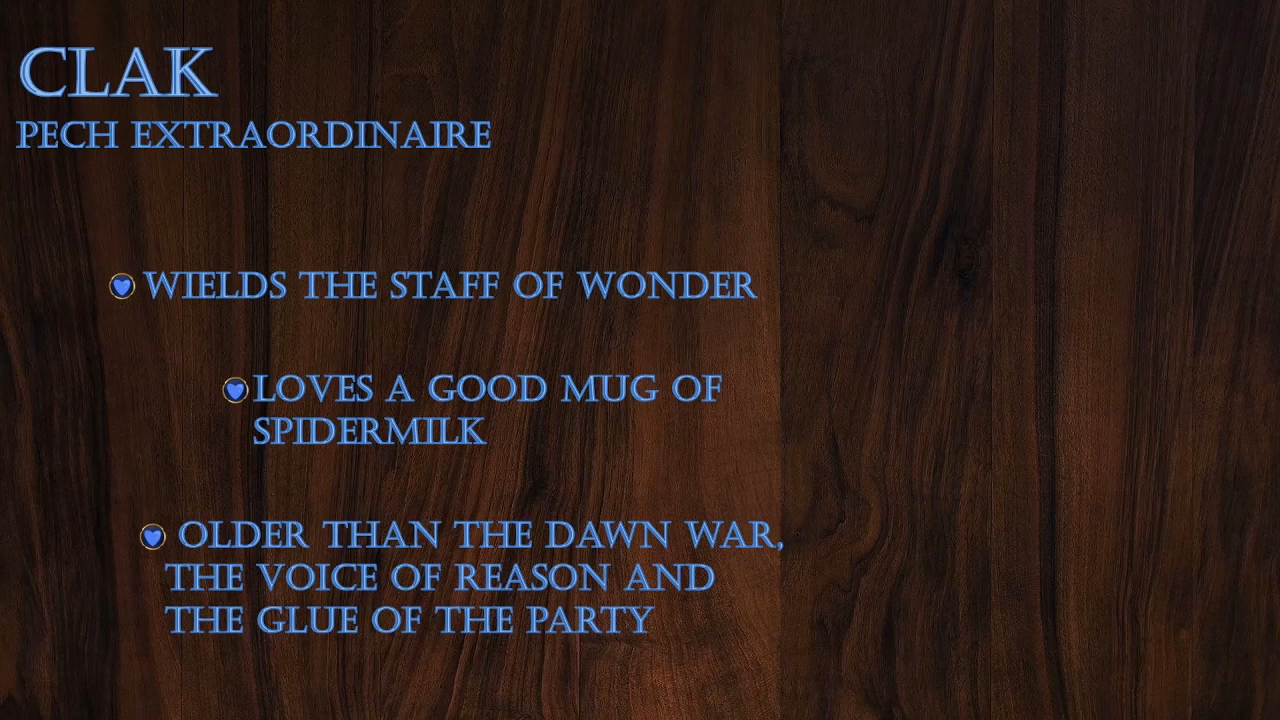 CLAK
PECH EXTRAORDINAIRE
WIELDS THE STAFF OF WONDER
LOVES A GOOD MUG OF
SPIDERMILK
OLDER THAN THE DAWN WAR,
THE VOICE OF REASON AND
THE GLUE OF THE PARTY